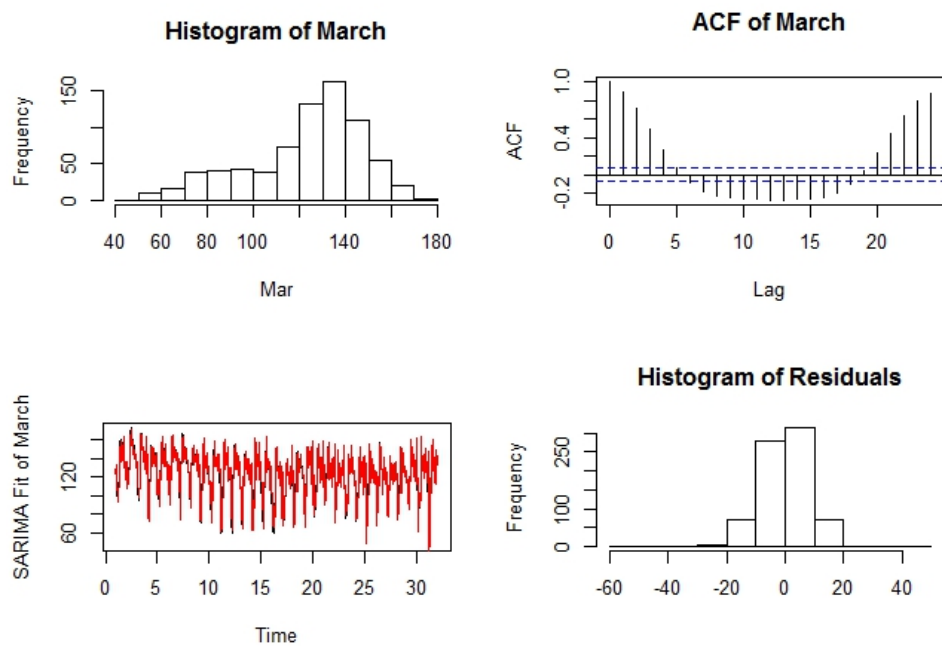 Histogram of March
Frequency
0 50 150
40 60 80 100 140 180
Mar
ACF of March
ACF
-0.2 0.4 1.0
0 5 10 15 20
Lag
SARIMA Fit of March
60 120
0 5 10 15 20 25 30
Time
Histogram of Residuals
Frequency
0 100 250
-60 -40 -20 0 20 40